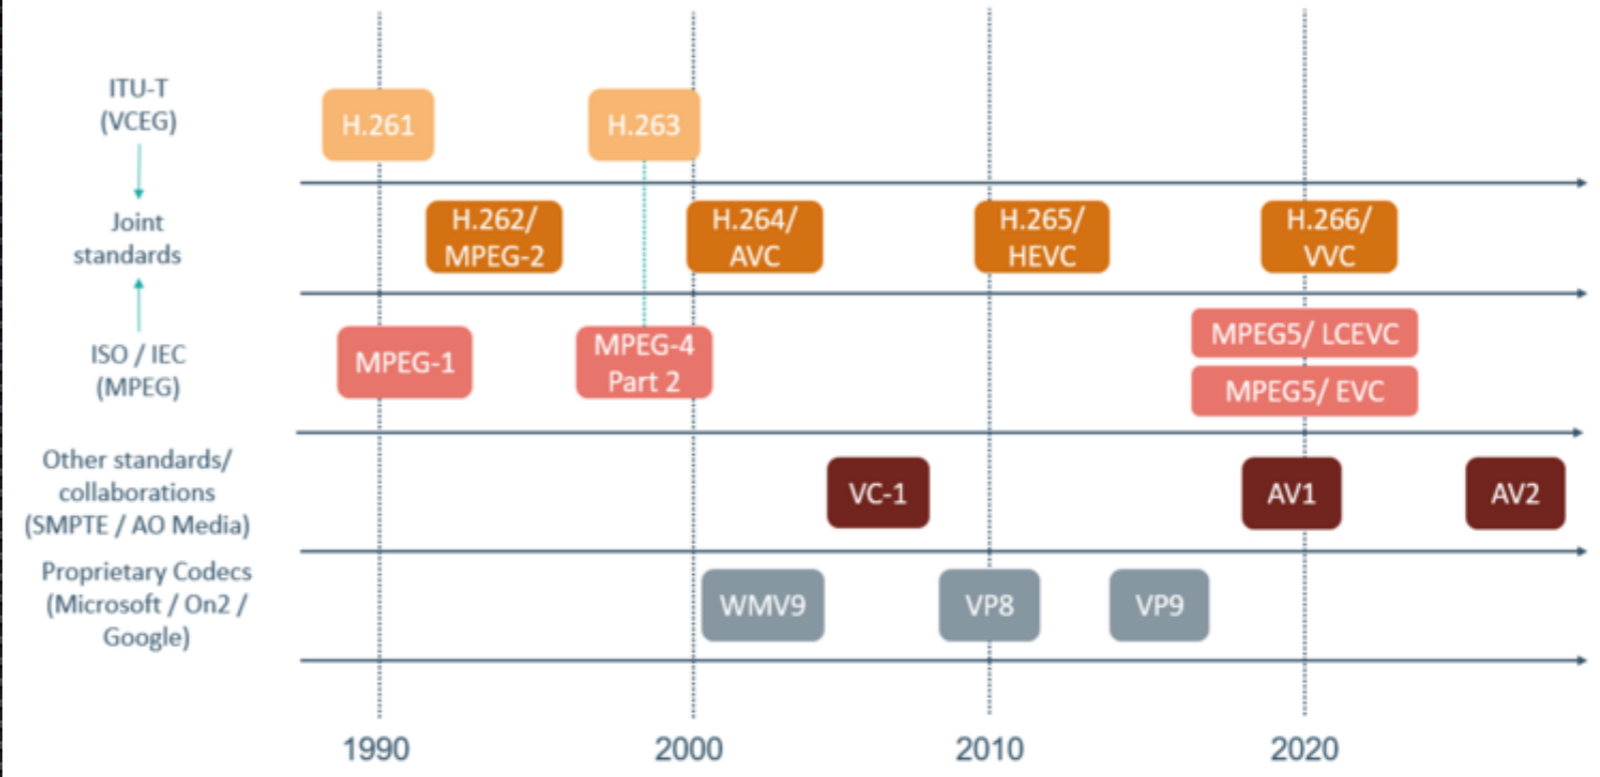 ITU-T
(VCEG)
H.261
H.263
Joint
standards
H.262/
MPEG-2
H.264/
AVC
H.265/
HEVC
H.266/
VVC
ISO / IEC
(MPEG)
MPEG-1
MPEG-4
Part 2
MPEG5/ LCEVC
MPEG5/ EVC
Other standards/
collaborations
(SMPTE / AO Media)
VC-1
AV1
AV2
Proprietary Codecs
(Microsoft / On2 /
Google)
WMV9
VP8
VP9
1990
2000
2010
2020